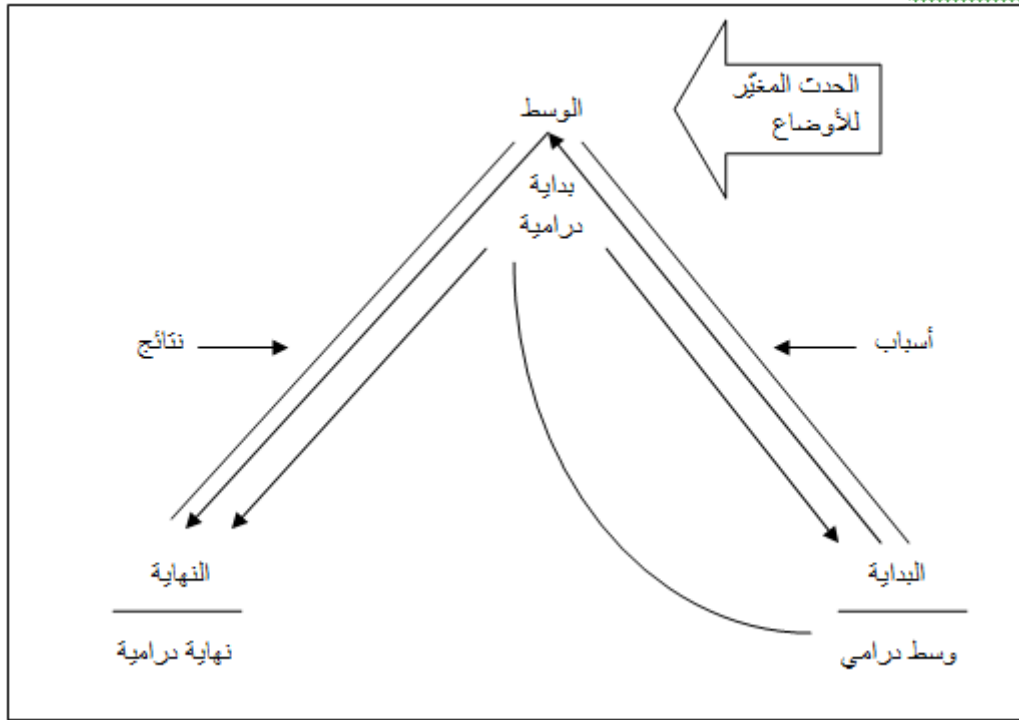 الحدث المغيّر
للأوضاع
الوسط
بداية
درامية
أسباب
نتائج
البداية
النهاية
وسط درامي
نهاية درامية